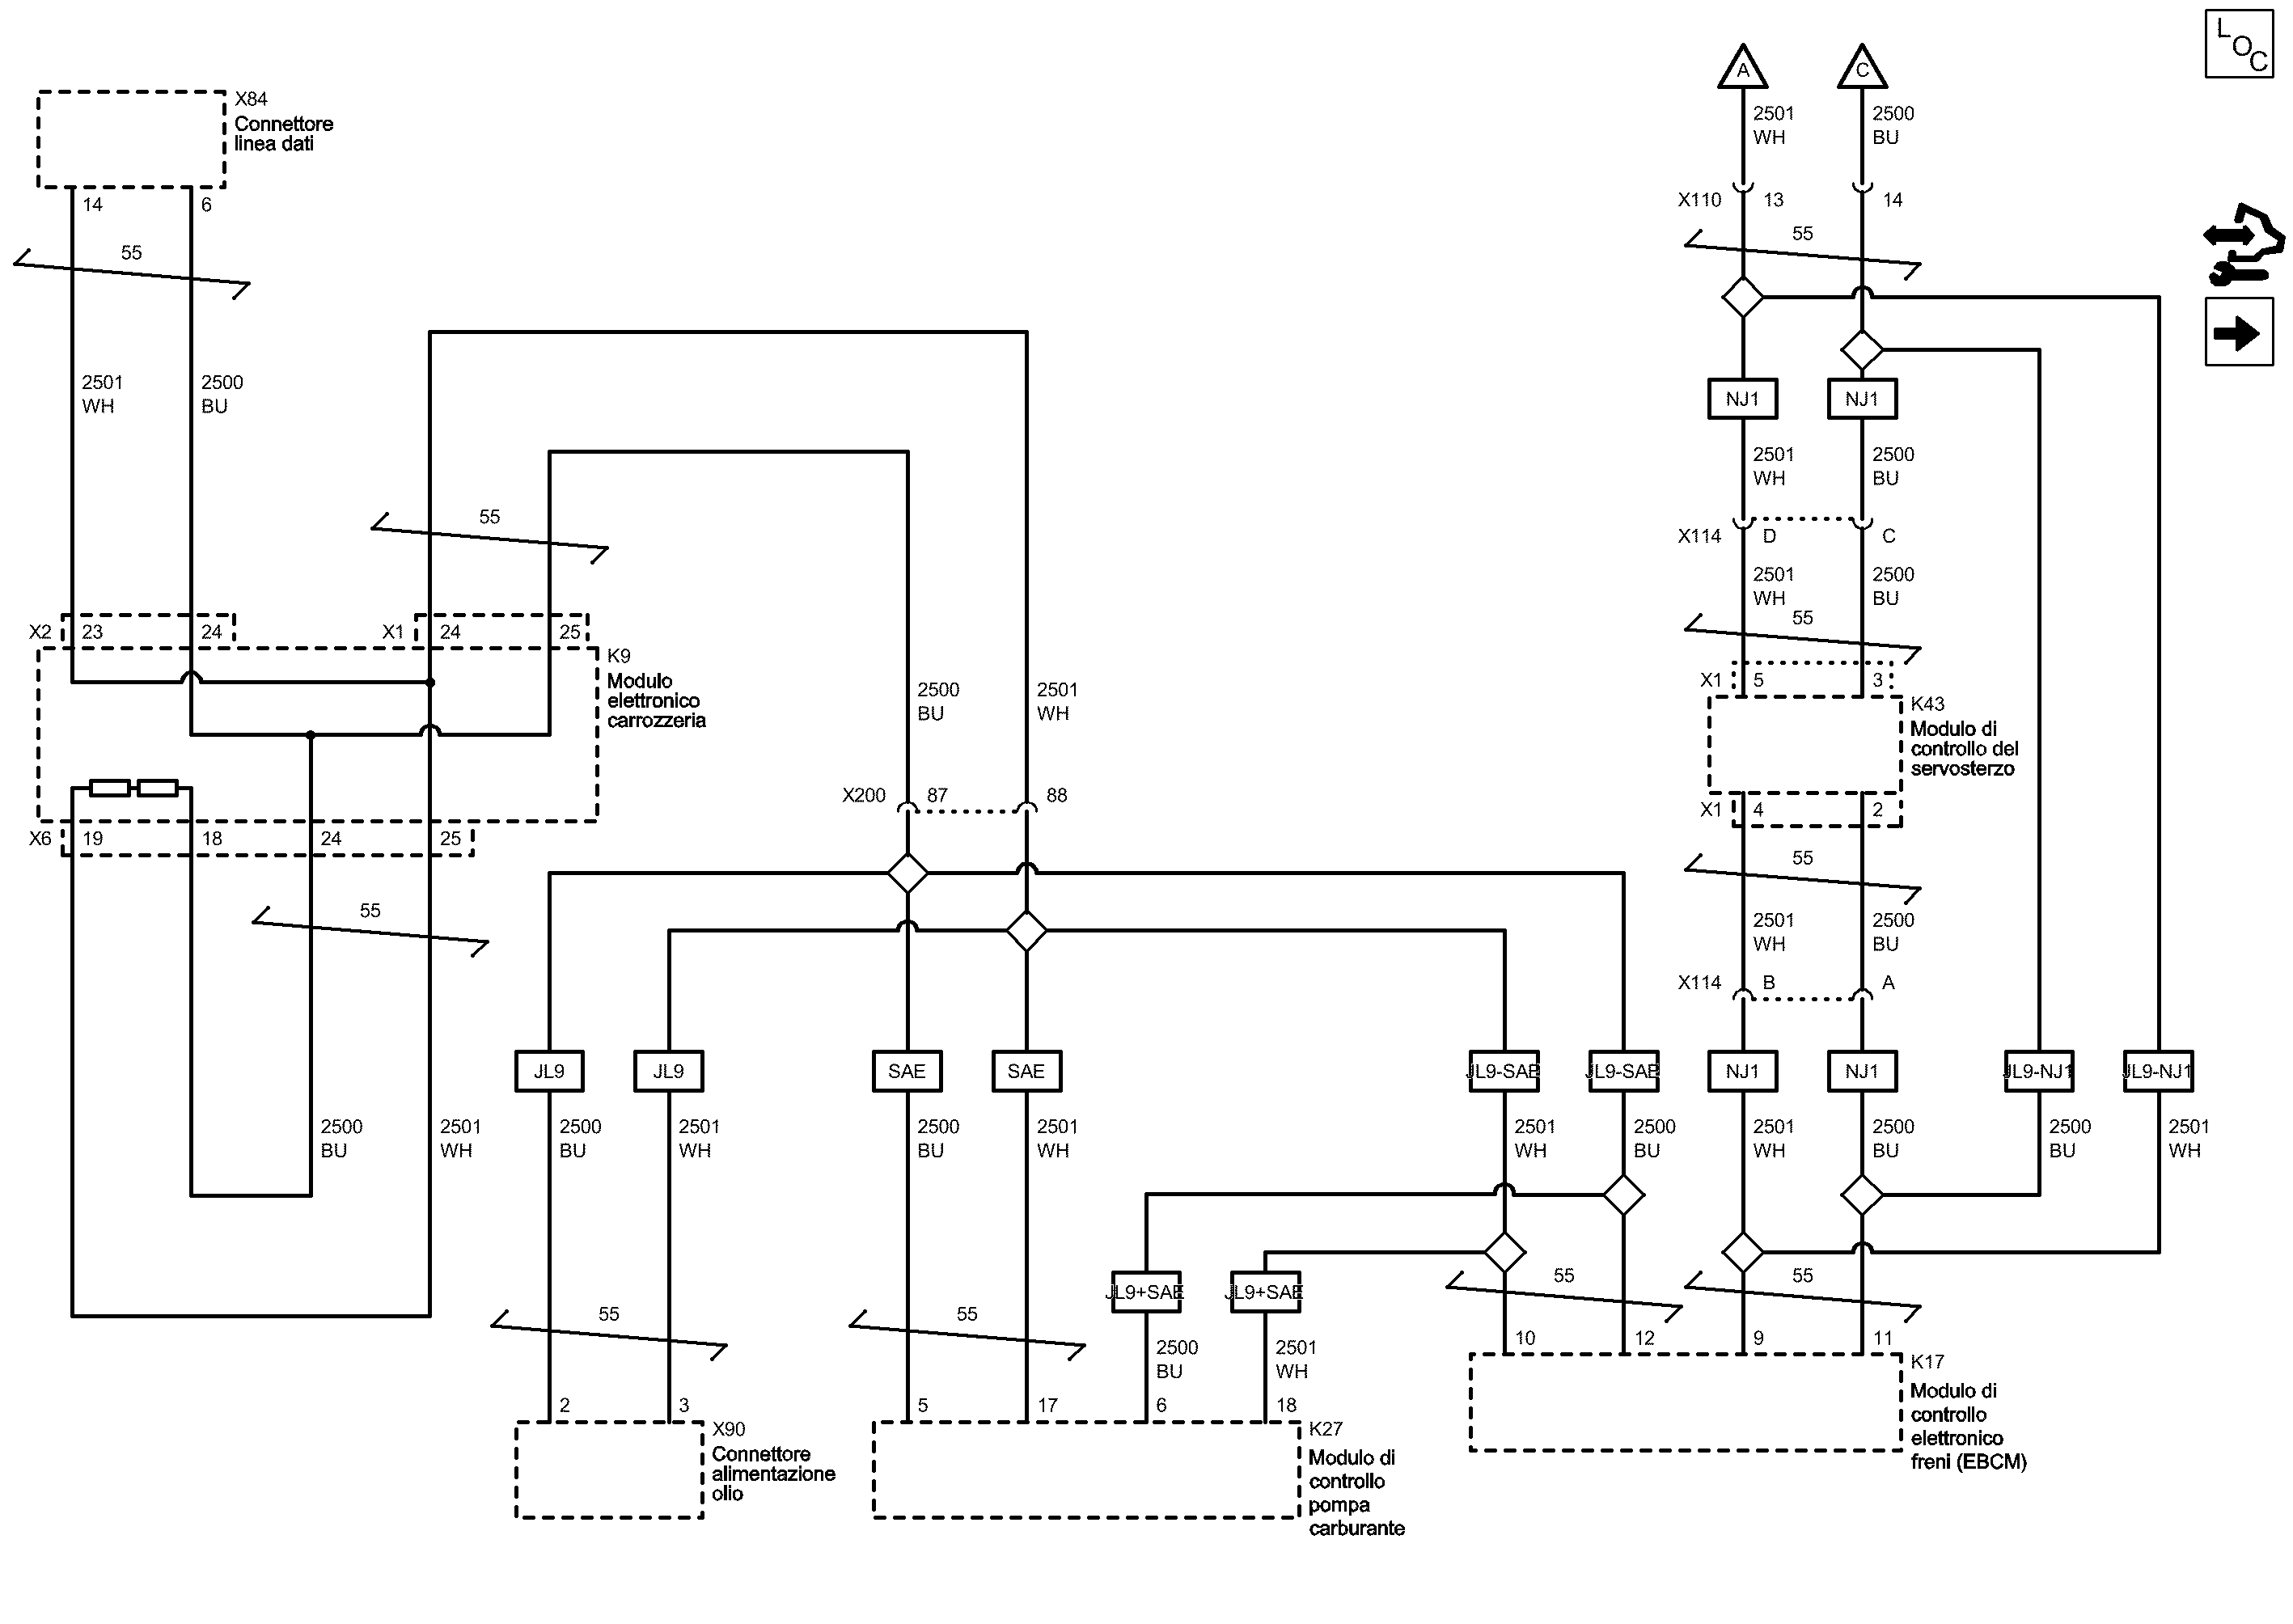 L
O
C
A
C
2501
WH
2500
BU
X84
Connettore
linea dati
14
6
X110
13
14
55
55
2501
WH
2500
BU
NJ1
NJ1
2501
WH
2500
BU
55
X114
D
C
2501
WH
2500
BU
55
X2
23
24
X1
24
25
K9
Modulo
elettronico
carrozzeria
X1
5
3
K43
Modulo di
controllo del
servosterzo
2500
BU
2501
WH
X200
87
88
X1
4
2
X6
19
18
24
25
55
55
2501
WH
2500
BU
X114
B
A
JL9
JL9
SAE
SAE
JL9-SAE
JL9-SAE
NJ1
NJ1
JL9-NJ1
JL9-NJ1
2500
BU
2501
WH
2500
BU
2501
WH
2500
BU
2501
WH
2501
WH
2500
BU
2501
WH
2500
BU
2500
BU
2501
WH
JL9+SAE
JL9+SAE
55
55
55
55
2500
BU
2501
WH
10
12
9
11
K17
Modulo di
controllo
elettronico
freni (EBCM)
2
3
X90
Connettore
alimentazione
olio
5
17
6
18
K27
Modulo di
controllo
pompa
carburante